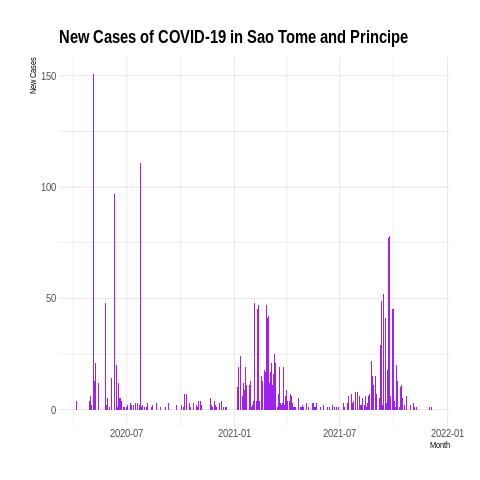 New Cases of COVID-19 in Sao Tome and Principe
New Cases
150
100
50
0
2020-07
2021-01
2021-07
2022-01
Month